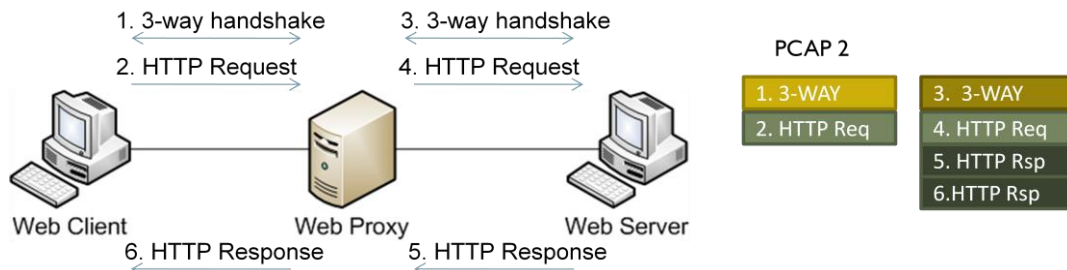 1. 3-way handshake
3. 3-way handshake
2. HTTP Request
4. HTTP Request
Web Client
Web Proxy
Web Server
6. HTTP Response
5. HTTP Response
PCAP 2
1. 3-WAY
2. HTTP Req
3. 3-WAY
4. HTTP Req
5. HTTP Rsp
6.HTTP Rsp